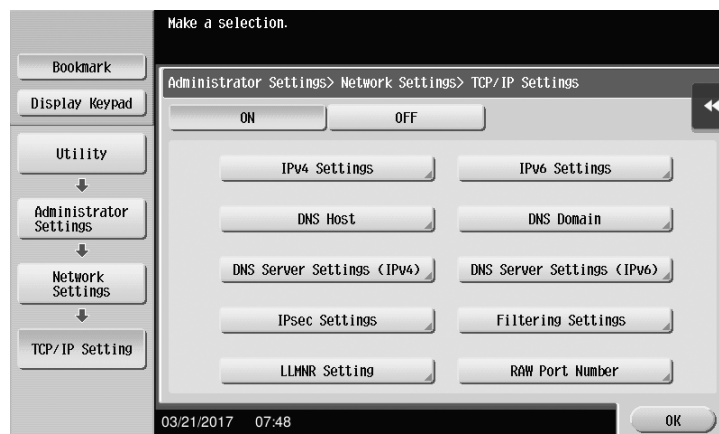 Make a selection.
Bookmark
Display Keypad
Utility
Administrator
Settings
Network
Settings
TCP/IP Setting
Administrator Settings> Network Settings> TCP/IP Settings
ON OFF
IPv4 Settings IPv6 Settings
DNS Host DNS Domain
DNS Server Settings (IPv4) DNS Server Settings (IPv6)
IPsec Settings Filtering Settings
LLMNR Setting RAW Port Number
03/21/2017 07:48 OK